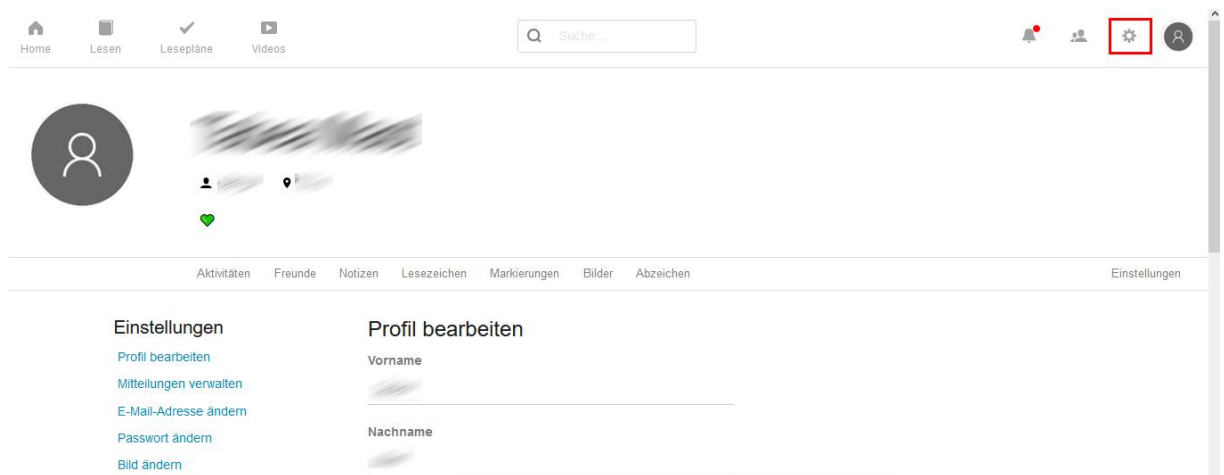 Home Lesen Lesepläne Videos Suche...
Aktivitäten Freunde Notizen Lesezeichen Markierungen Bilder Abzeichen Einstellungen
Einstellungen
Profil bearbeiten
Mitteilungen verwalten
E-Mail-Adresse ändern
Passwort ändern
Bild ändern
Profil bearbeiten
Vorname
Nachname